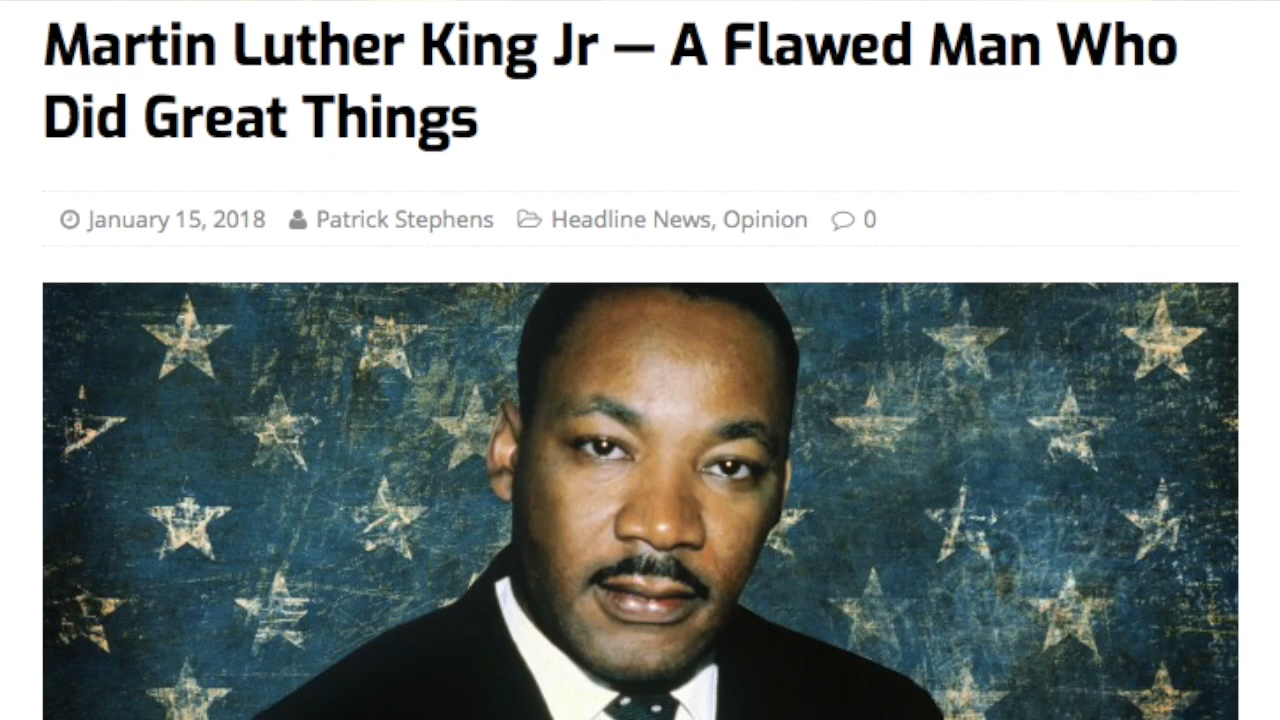 Martin Luther King Jr — A Flawed Man Who
Did Great Things
January 15, 2018 Patrick Stephens Headline News, Opinion 0